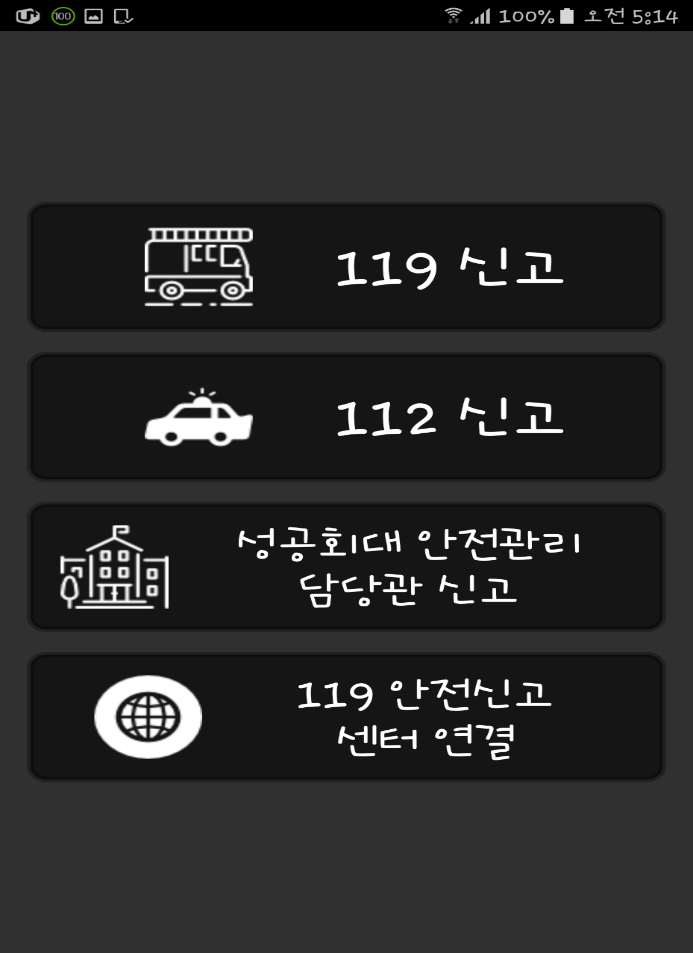 100 100% 오전 5:14
119 신고
112 신고
성공회대 안전관리
담당관 신고
119 안전신고
센터 연결